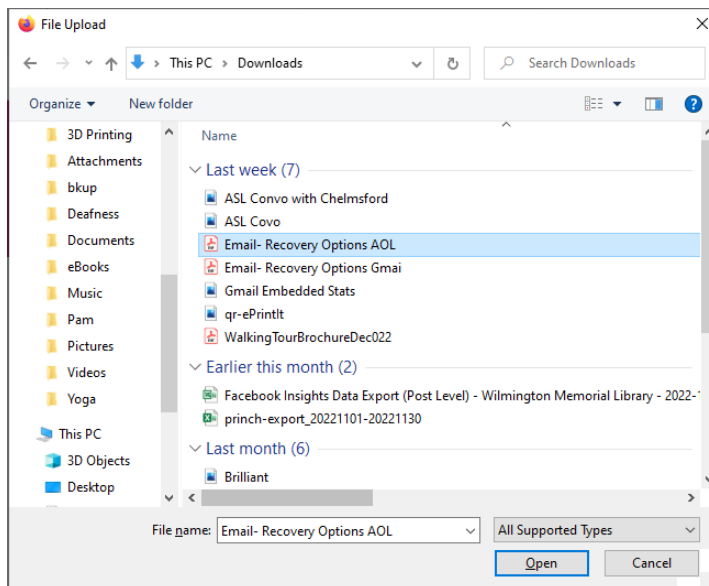 File Upload
This PC > Downloads
Search Downloads
Organize
New folder
3D Printing
Attachments
bkup
Deafness
Documents
eBooks
Music
Pam
Pictures
Videos
Yoga
This PC
3D Objects
Desktop
Name
Last week (7)
ASL Convo with Chelmsford
ASL Covo
Email- Recovery Options AOL
Email- Recovery Options Gmai
Gmail Embedded Stats
qr-ePrintIt
WalkingTourBrochureDec022
Earlier this month (2)
Facebook Insights Data Export (Post Level) - Wilmington Memorial Library - 2022-
princh-export_20221101-20221130
Last month (6)
Brilliant
File name: Email- Recovery Options AOL
All Supported Types
Open
Cancel